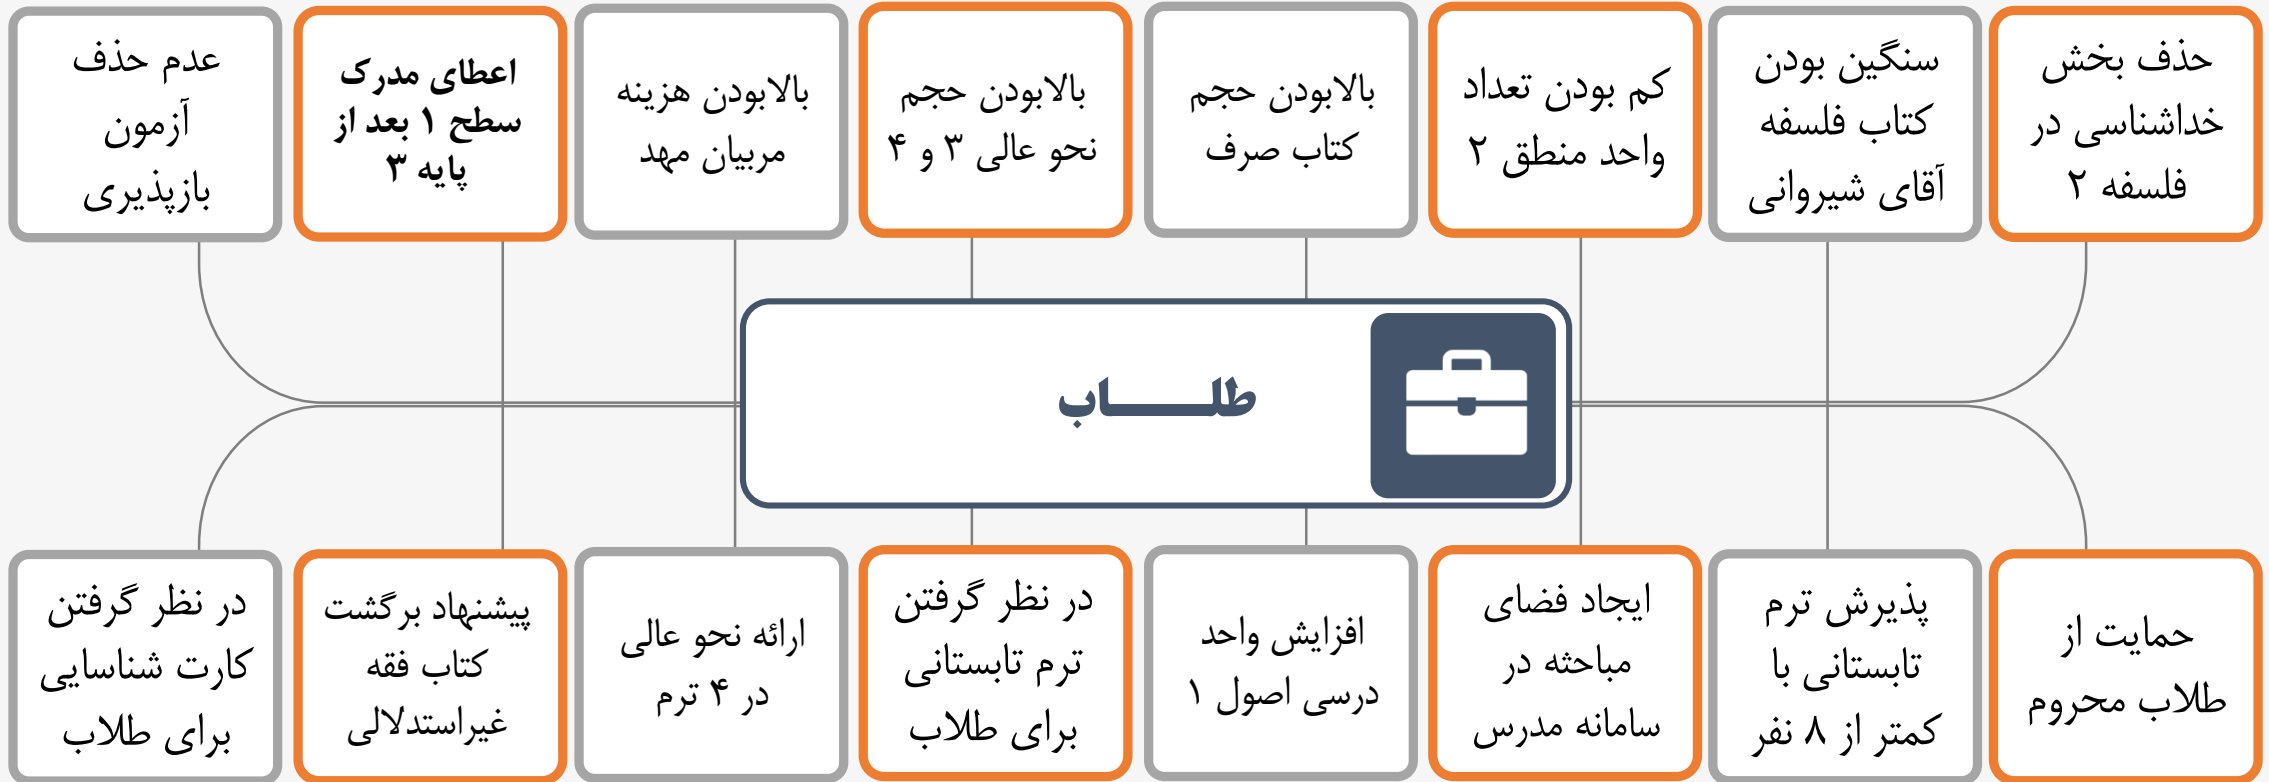 حذف بخش
خداشناسی در
فلسفه ۲
سنگین بودن
کتاب فلسفه
آقای شیروانی
کم بودن تعداد
واحد منطق ۲
بالابودن حجم
کتاب صرف
بالابودن حجم
نحو عالی ۳ و ۴
بالابودن هزینه
مربیان مهد
اعطای مدرک
سطح ۱ بعد از
پایه ۳
عدم حذف
آزمون
بازپذیری
طلـــــاب
حمایت از
طلاب محروم
پذیرش ترم
تابستانی با
کمتر از ۸ نفر
ایجاد فضای
مباحثه در
سامانه مدرس
افزایش واحد
درسی اصول ۱
در نظر گرفتن
ترم تابستانی
برای طلاب
ارائه نحو عالی
در ۴ ترم
پیشنهاد برگشت
کتاب فقه
غیراستدلالی
در نظر گرفتن
کارت شناسایی
برای طلاب